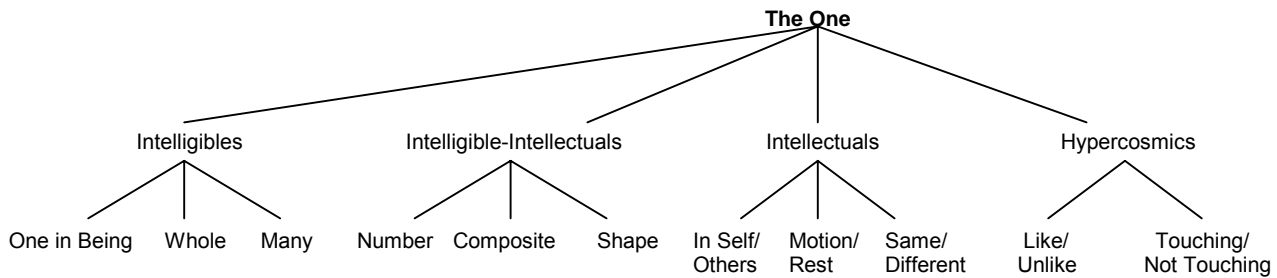 The One
Intelligibles Intelligible-Intellectuals Intellectuals Hypercosmics
One in Being Whole Many Number Composite Shape In Self/ Motion/ Same/ Like/ Touching/
Others Rest Different Unlike Not Touching